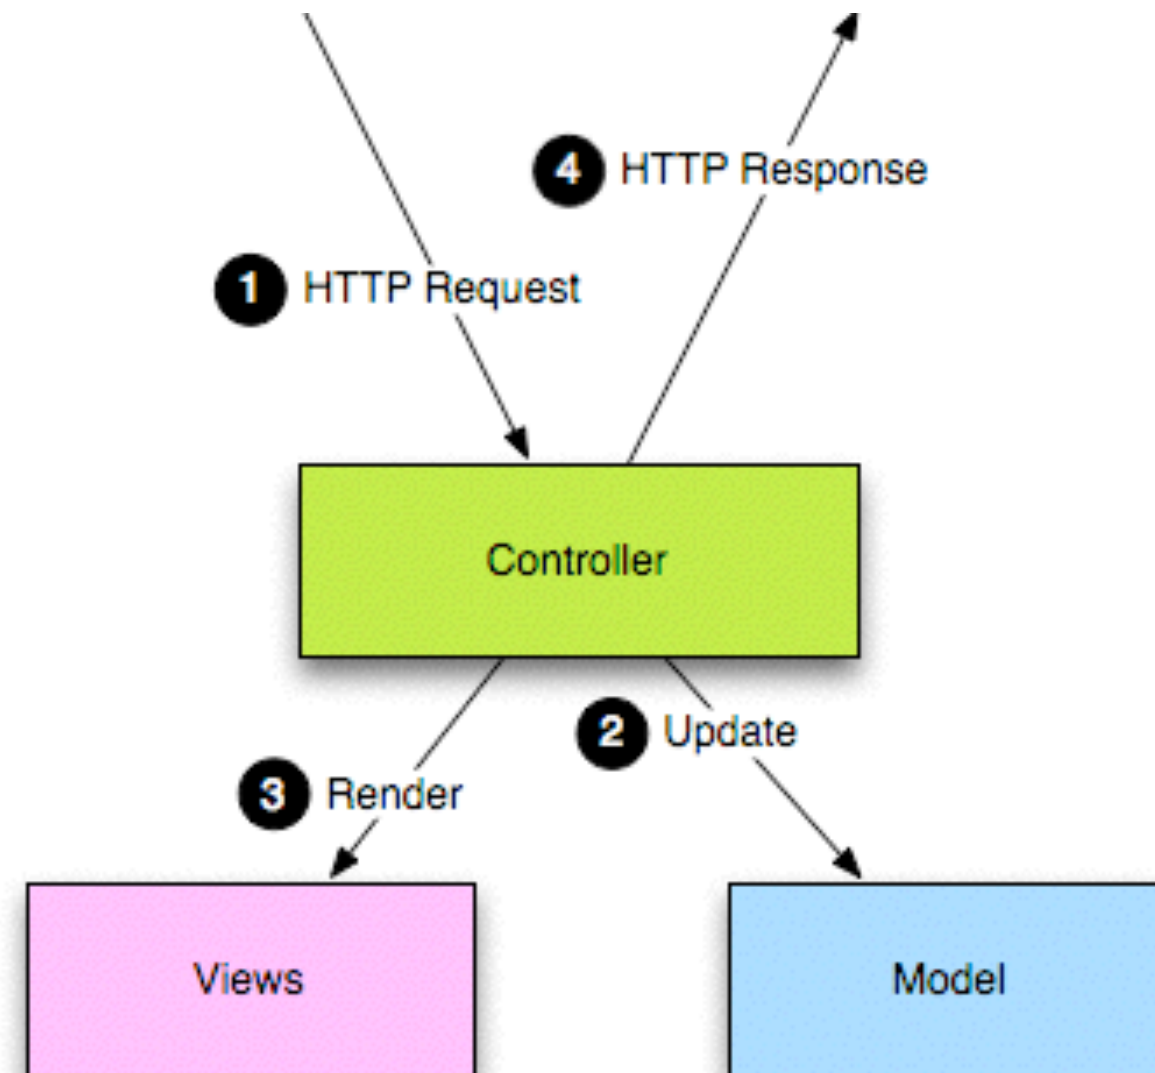 4 HTTP Response
1 HTTP Request
Controller
2 Update
3 Render
Views
Model